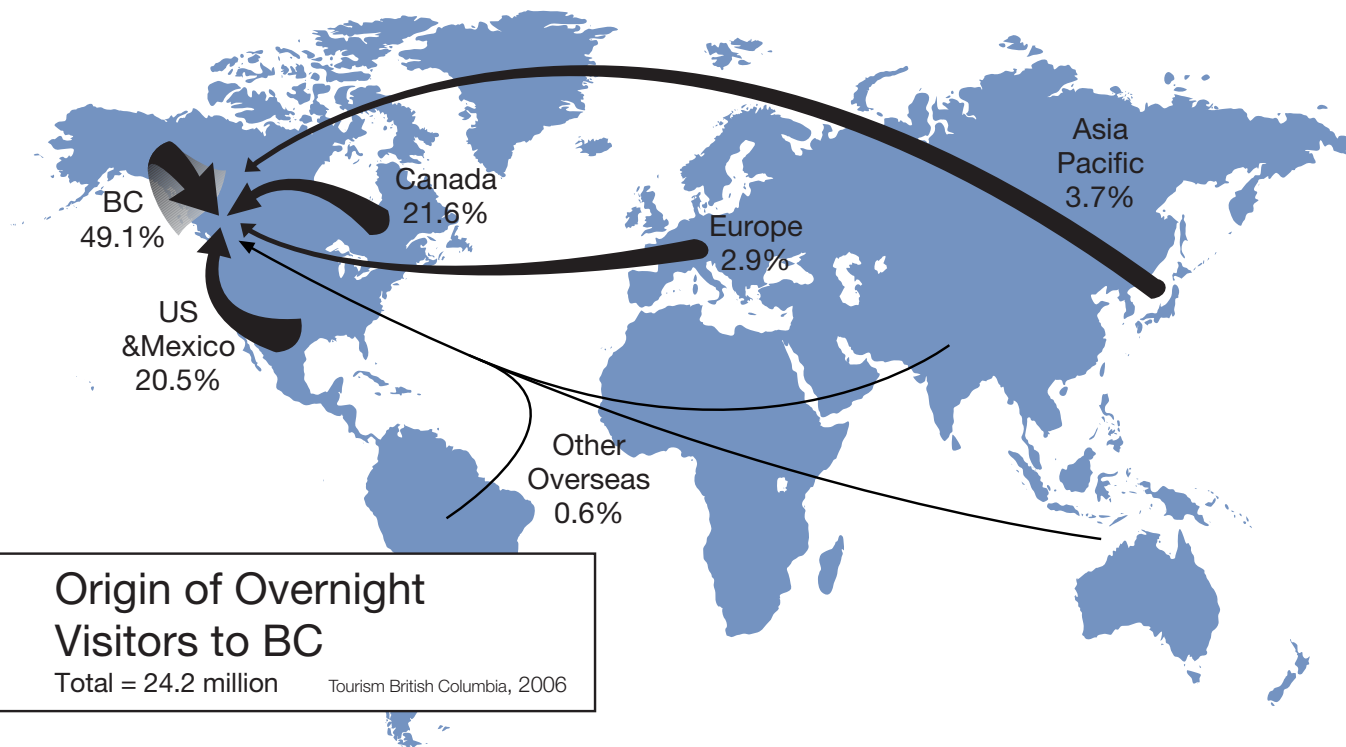 Asia
Pacific
3.7%
Canada
21.6%
BC
49.1%
Europe
2.9%
US
&Mexico
20.5%
Other
Overseas
0.6%
Origin of Overnight
Visitors to BC
Total = 24.2 million
Tourism British Columbia, 2006